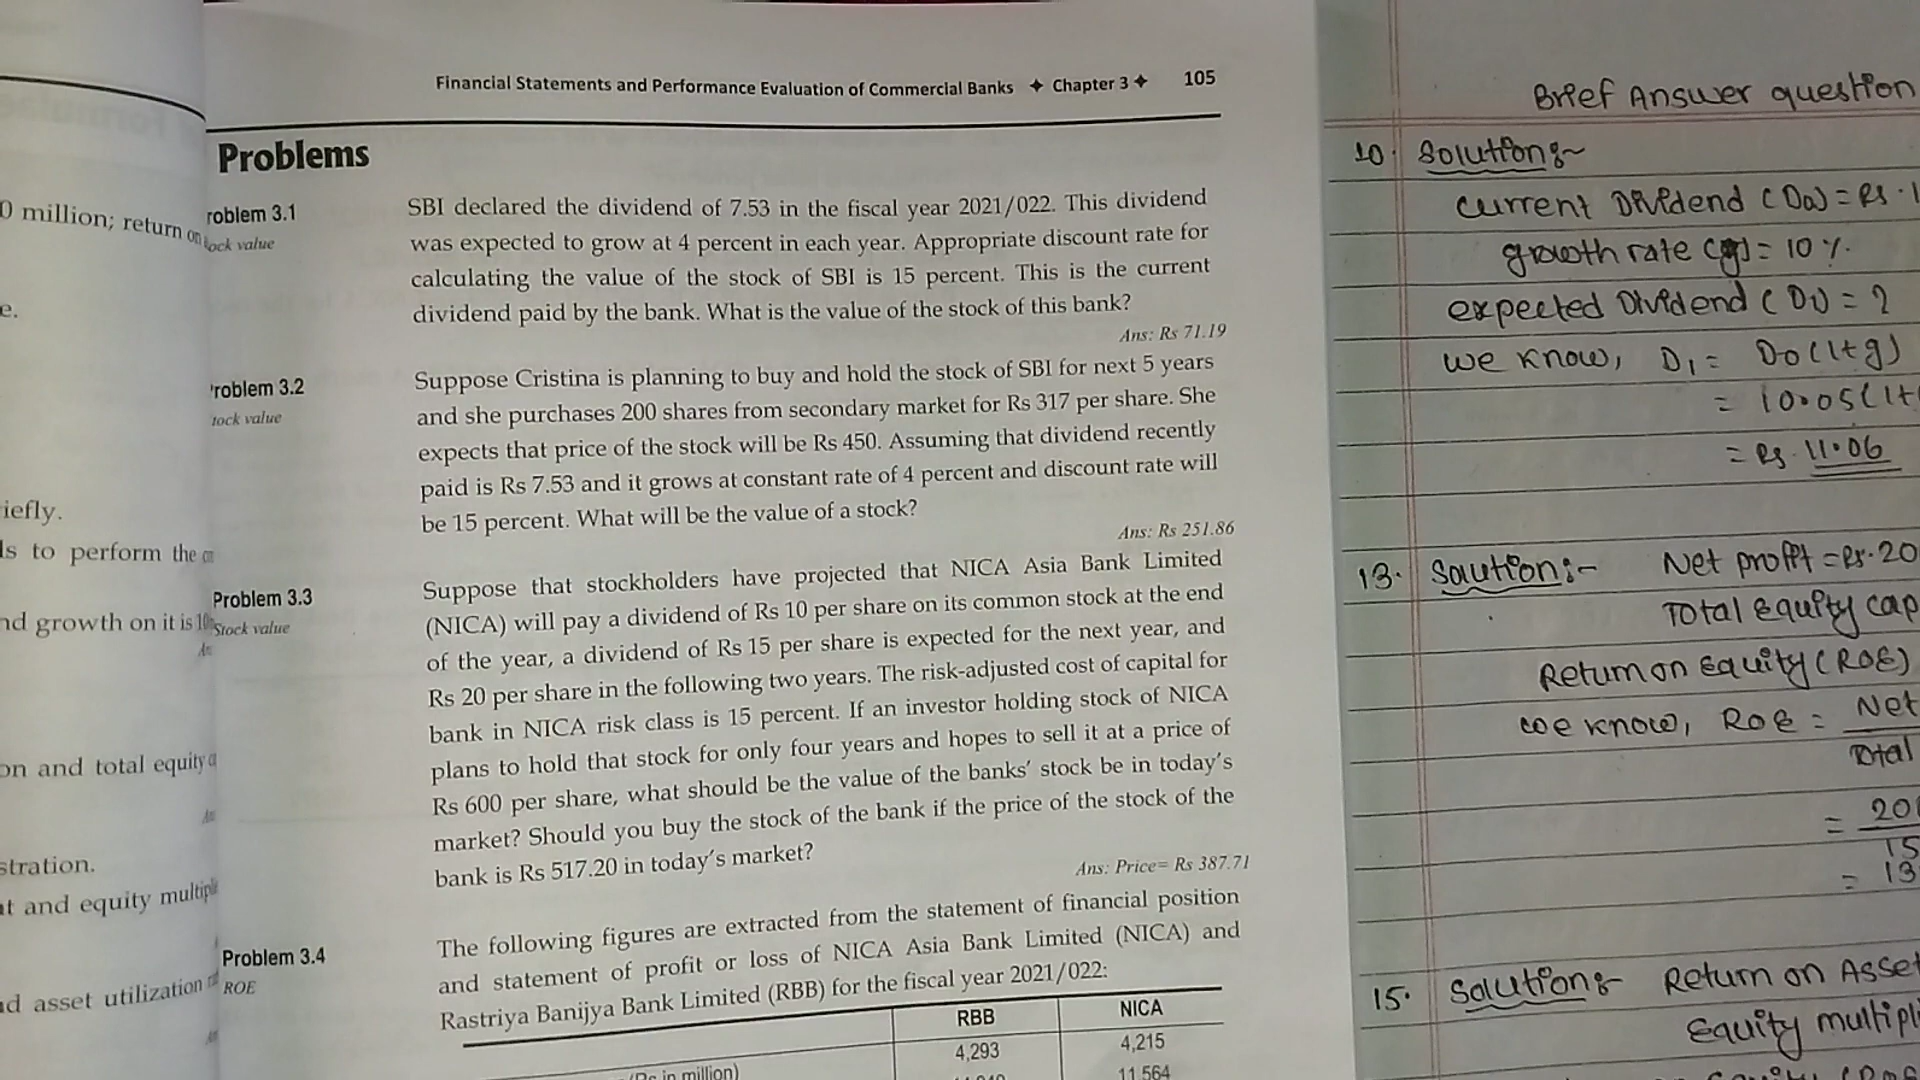 Financial Statements and Performance Evaluation of Commercial Banks ✦ Chapter 3 ✦ 105
Problems
0 million; return on
e.
iefly.
ls to perform the
nd growth on it is 10
on and total equity
stration.
nt and equity
nd asset utilization
roblem 3.1
tock value
SBI declared the dividend of 7.53 in the fiscal year 2021/022. This dividend
was expected to grow at 4 percent in each year. Appropriate discount rate for
calculating the value of the stock of SBI is 15 percent. This is the current
dividend paid by the bank. What is the value of the stock of this bank?
Ans: Rs 71.19
roblem 3.2
tock value
Suppose Cristina is planning to buy and hold the stock of SBI for next 5 years
and she purchases 200 shares from secondary market for Rs 317 per share. She
expects that price of the stock will be Rs 450. Assuming that dividend recently
paid is Rs 7.53 and it grows at constant rate of 4 percent and discount rate will
be 15 percent. What will be the value of a stock?
Ans: Rs 251.86
Problem 3.3
Stock value
Suppose that stockholders have projected that NICA Asia Bank Limited
(NICA) will pay a dividend of Rs 10 per share on its common stock at the end
of the year, a dividend of Rs 15 per share is expected for the next year, and
Rs 20 per share in the following two years. The risk-adjusted cost of capital for
bank in NICA risk class is 15 percent. If an investor holding stock of NICA
plans to hold that stock for only four years and hopes to sell it at a price of
Rs 600 per share, what should be the value of the banks' stock be in today's
market? Should you buy the stock of the bank if the price of the stock of the
bank is Rs 517.20 in today's market?
Ans: Price= Rs 387.71
Problem 3.4
ROE
The following figures are extracted from the statement of financial position
and statement of profit or loss of NICA Asia Bank Limited (NICA) and
Rastriya Banijya Bank Limited (RBB) for the fiscal year 2021/022:
RBB NICA
4,293 4,215
in million) 11,564
Brief Answer question
10. Solution:~
current Dividend (D0) = Rs. 1
growth rate (g) = 10 %.
expected Dividend (D1) = ?
we know, D1 = D0(1+g)
= 10.05(1+
= Rs. 11.06
13. Soution:- Net profit = Rs. 20
Total Equity cap
Return on Equity (ROE)
we know, ROE = Net
Total
= 20
15
= 13
15. Solution:- Return on Asset
Equity multipli